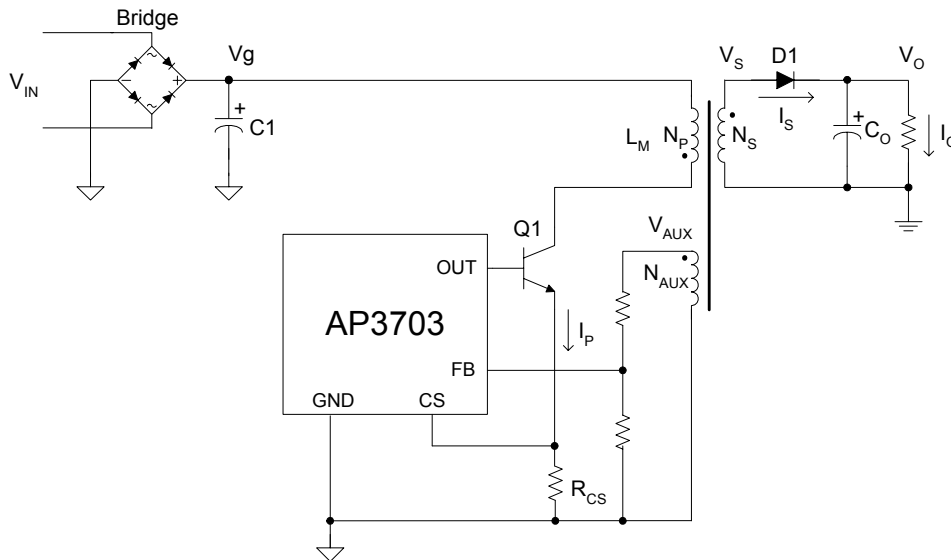 Bridge
V_IN
~
~
−
+
Vg
+
C1
L_M
N_P
V_S
N_S
D1
I_S
+
C_O
V_O
I_O
Q1
V_AUX
N_AUX
OUT
AP3703
FB
GND
CS
I_P
R_CS